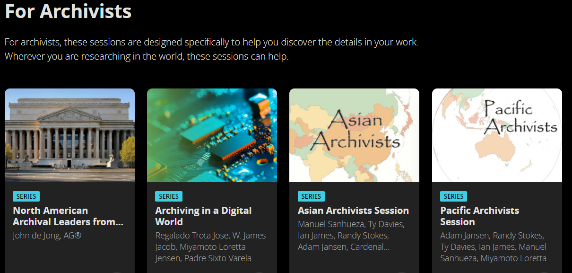 For Archivists
For archivists, these sessions are designed specifically to help you discover the details in your work.
Wherever you are researching in the world, these sessions can help.
Asian
Archivists
Pacific
Archivists
SERIES
North American
Archival Leaders from...
John de Jong, AG®
SERIES
Archiving in a Digital
World
Regalado Trota Jose, W. James
Jacob, Miyamoto Loretta
Jensen, Padre Sixto Varela...
SERIES
Asian Archivists Session
Manuel Sanhueza, Ty Davies,
Ian James, Randy Stokes,
Adam Jansen, Cardenal...
SERIES
Pacific Archivists
Session
Adam Jansen, Randy Stokes,
Ty Davies, Ian James, Manuel
Sanhueza, Miyamoto Loretta